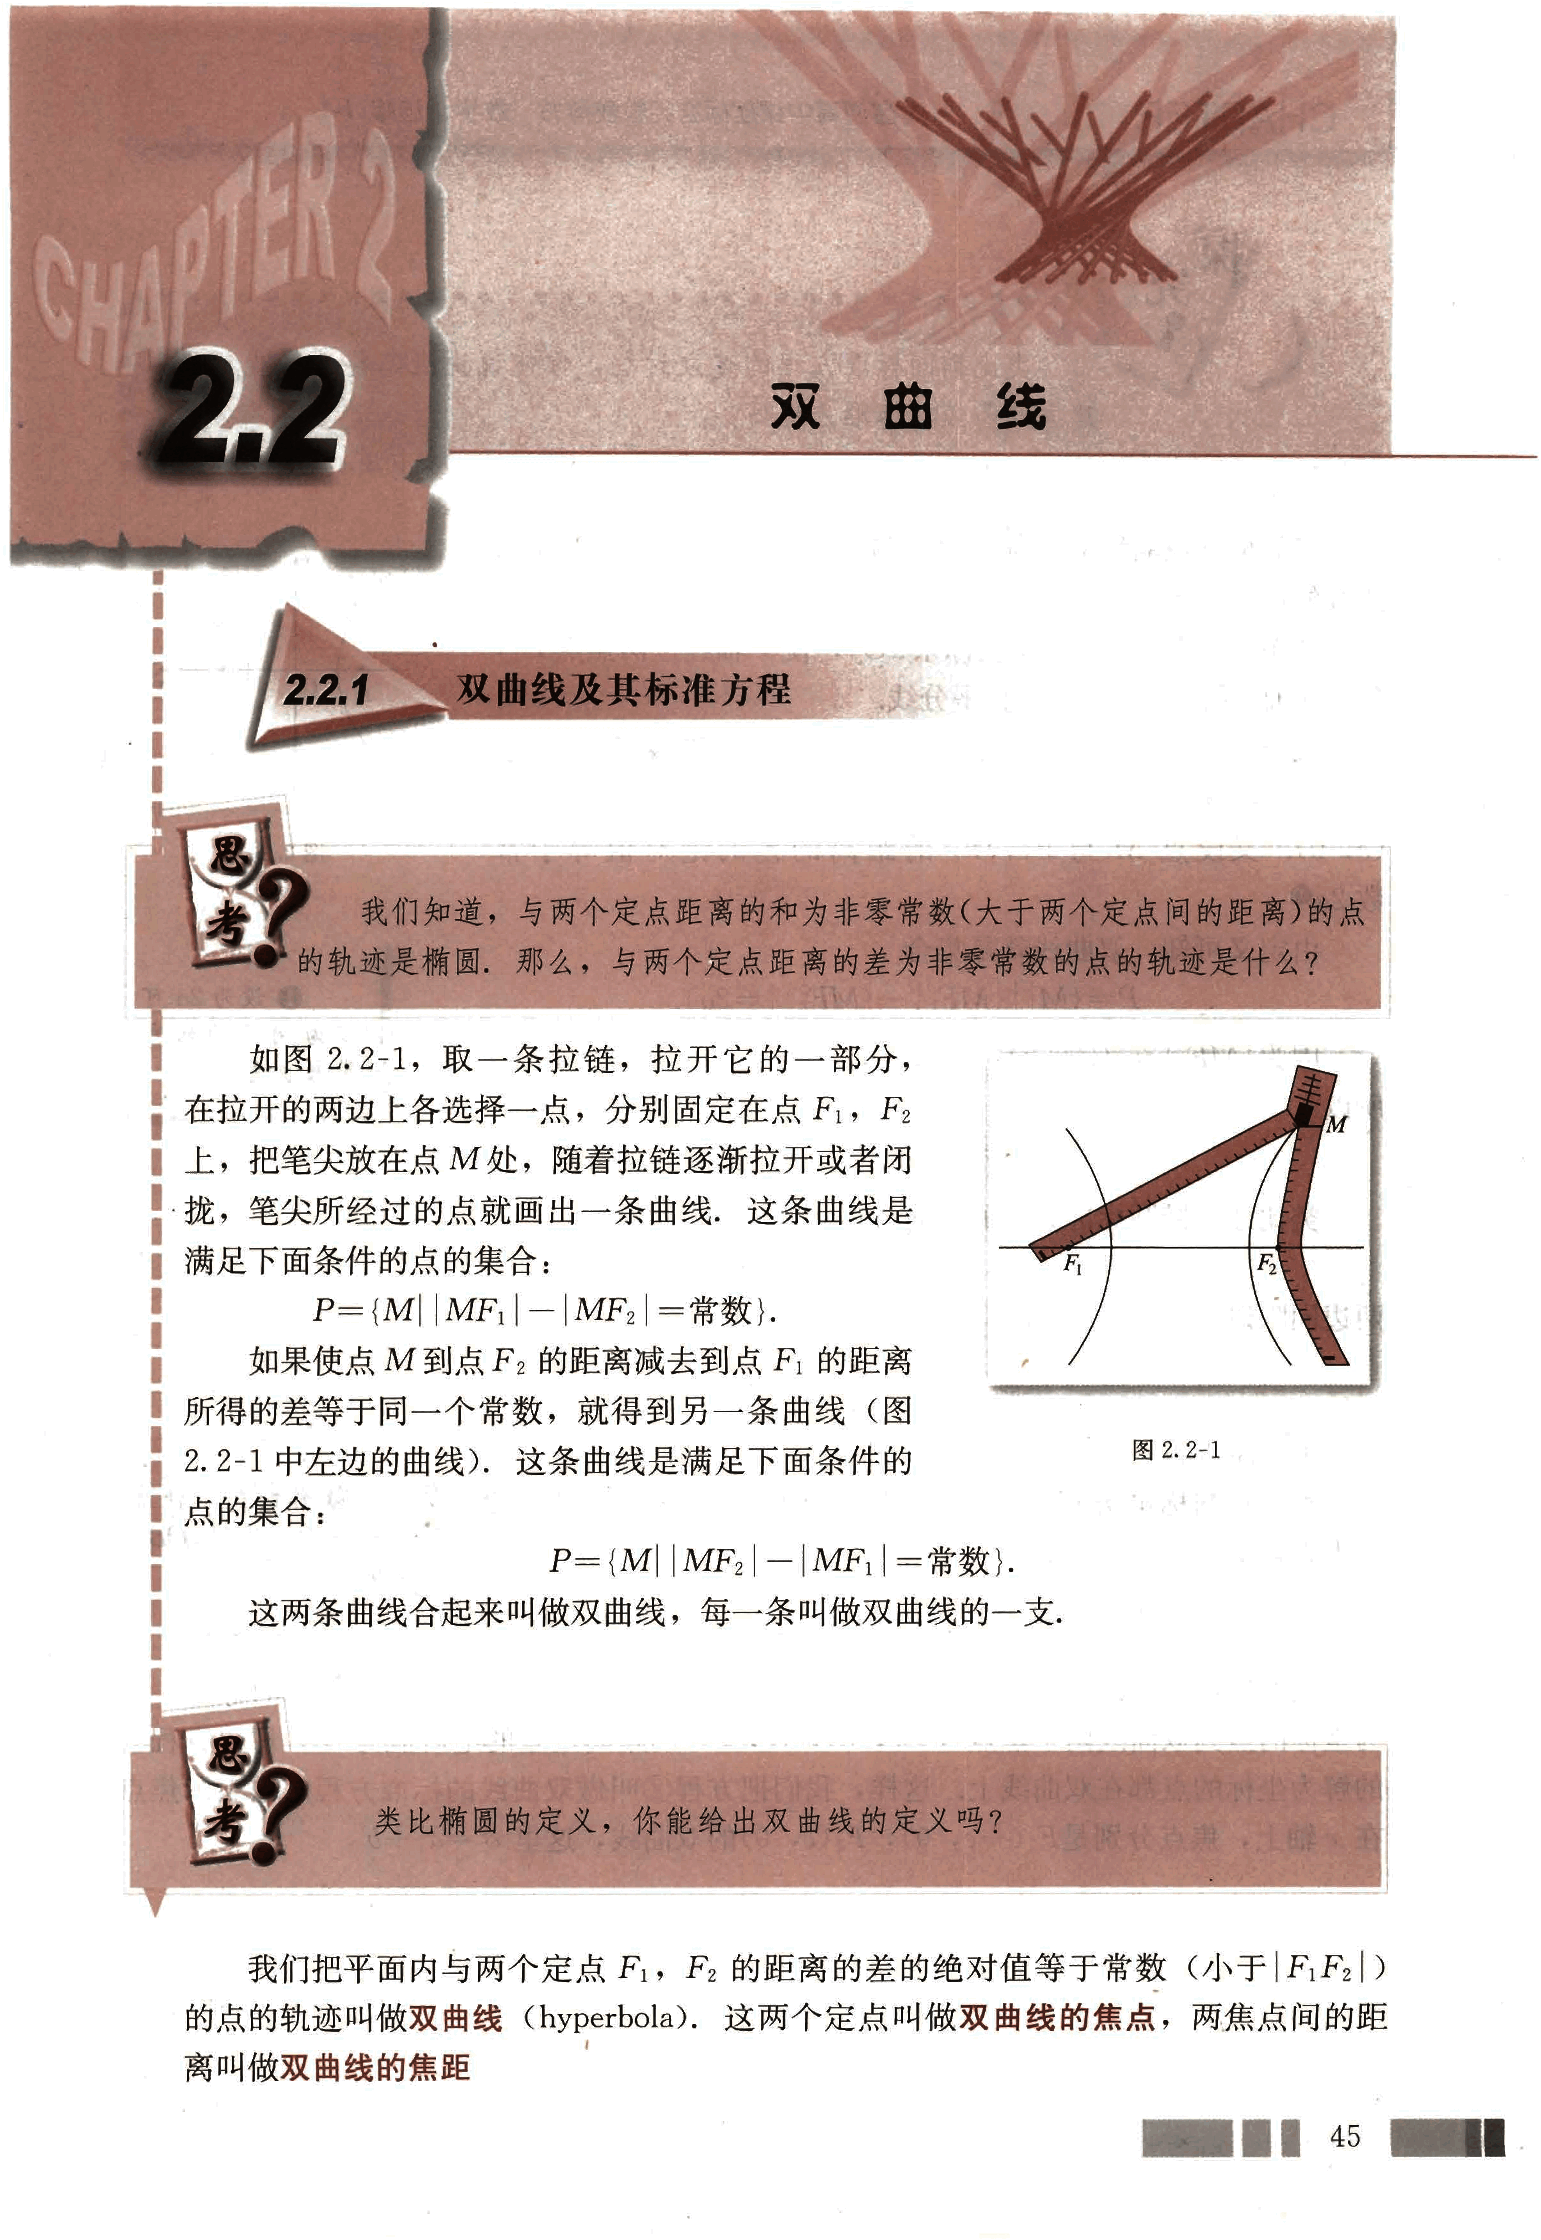 CHAPTER 2
2.2
双曲线
2.2.1 双曲线及其标准方程
思考?
我们知道，与两个定点距离的和为非零常数(大于两个定点间的距离)的点
的轨迹是椭圆．那么，与两个定点距离的差为非零常数的点的轨迹是什么？
如图 2.2-1，取一条拉链，拉开它的一部分，
在拉开的两边上各选择一点，分别固定在点 F₁，F₂
上，把笔尖放在点 M 处，随着拉链逐渐拉开或者闭
拢，笔尖所经过的点就画出一条曲线．这条曲线是
满足下面条件的点的集合：
P={M||MF₁|－|MF₂|=常数}．
如果使点 M 到点 F₂ 的距离减去到点 F₁ 的距离
所得的差等于同一个常数，就得到另一条曲线（图
2.2-1 中左边的曲线）．这条曲线是满足下面条件的
点的集合：
M
F₁
F₂
图 2.2-1
P={M||MF₂|－|MF₁|=常数}．
这两条曲线合起来叫做双曲线，每一条叫做双曲线的一支．
思考?
类比椭圆的定义，你能给出双曲线的定义吗？
我们把平面内与两个定点 F₁，F₂ 的距离的差的绝对值等于常数（小于|F₁F₂|）
的点的轨迹叫做双曲线（hyperbola）．这两个定点叫做双曲线的焦点，两焦点间的距
离叫做双曲线的焦距
45